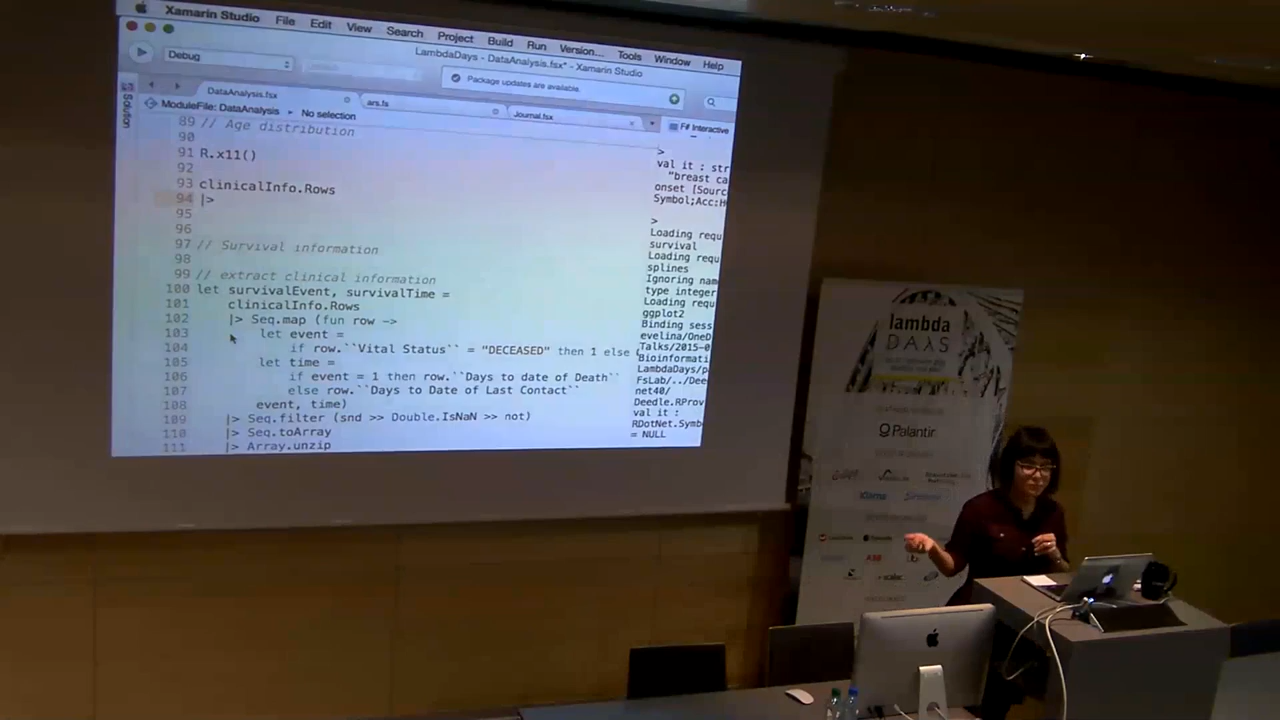 Xamarin Studio File Edit View Search Project Build Run Version... Tools Window Help
LambdaDays - DataAnalysis.fsx* - Xamarin Studio
Debug
Package updates are available.
DataAnalysis.fsx
ars.fs
Journal.fsx
ModuleFile: DataAnalysis
No selection
F# Interactive
Solution
89 // Age distribution
90
91 R.x11()
92
93 clinicalInfo.Rows
94 |>
95
96
97 // Survival information
98
99 // extract clinical information
100 let survivalEvent, survivalTime =
101 clinicalInfo.Rows
102 |> Seq.map (fun row ->
103 let event =
104 if row.``Vital Status`` = "DECEASED" then 1 else
105 let time =
106 if event = 1 then row.``Days to date of Death``
107 else row.``Days to Date of Last Contact``
108 event, time)
109 |> Seq.filter (snd >> Double.IsNaN >> not)
110 |> Seq.toArray
111 |> Array.unzip
>
val it : str
"breast ca
onset [Sourc
Symbol;Acc:H
>
Loading requ
survival
Loading requ
splines
Ignoring nam
type integer
Loading requ
ggplot2
Binding sess
evelina/OneD
Talks/2015-0
Bioinformati
LambdaDays/p
FsLab/../Dee
net40/
Deedle.RProv
val it :
RDotNet.Symb
= NULL
lambda
DAYS
Palantir